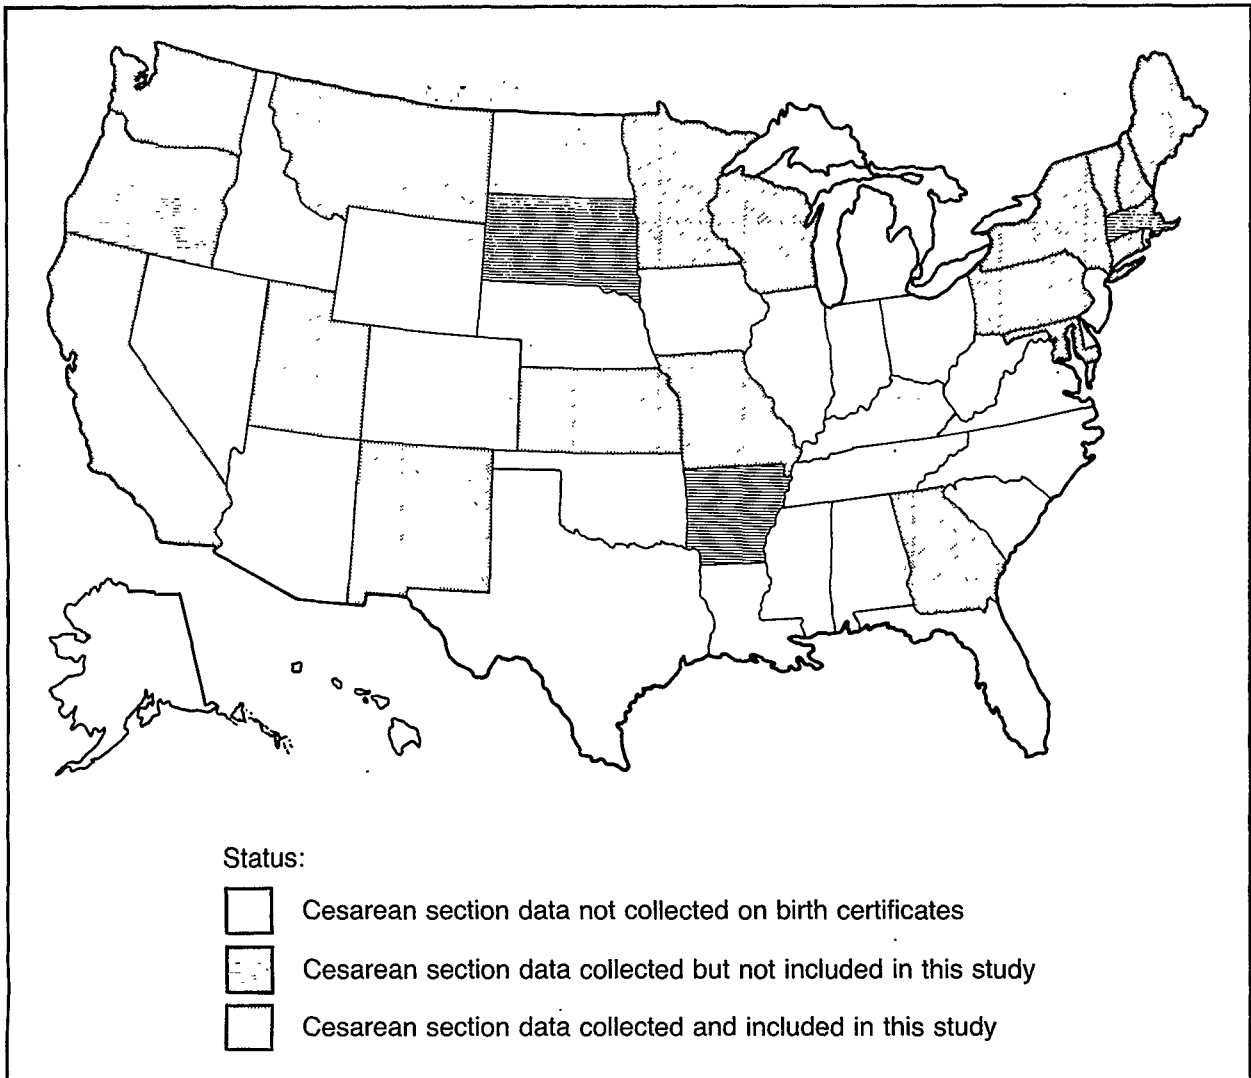 Status:
Cesarean section data not collected on birth certificates
Cesarean section data collected but not included in this study
Cesarean section data collected and included in this study